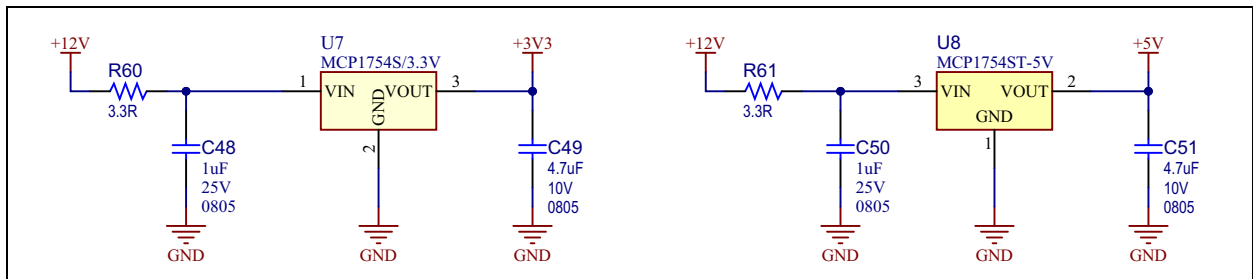 +12V
R60
3.3R
C48
1uF
25V
0805
GND
U7
MCP1754S/3.3V
1
VIN
VOUT
3
GND
2
GND
+3V3
C49
4.7uF
10V
0805
GND
+12V
R61
3.3R
C50
1uF
25V
0805
GND
U8
MCP1754ST-5V
3
VIN
VOUT
2
GND
1
GND
+5V
C51
4.7uF
10V
0805
GND